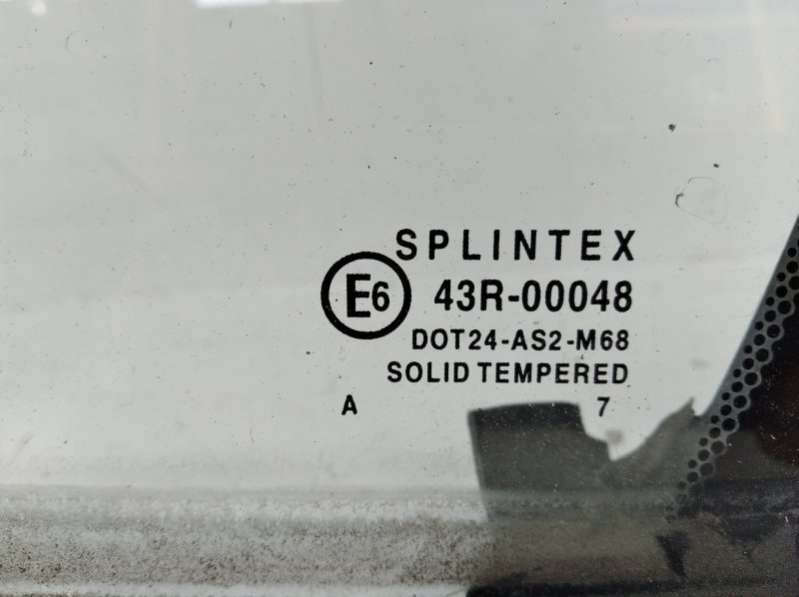 SPLINTEX
E6 43R-00048
DOT24-AS2-M68
SOLID TEMPERED
A 7